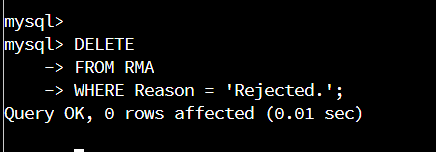 mysql>
mysql> DELETE
    -> FROM RMA
    -> WHERE Reason = 'Rejected.';
Query OK, 0 rows affected (0.01 sec)